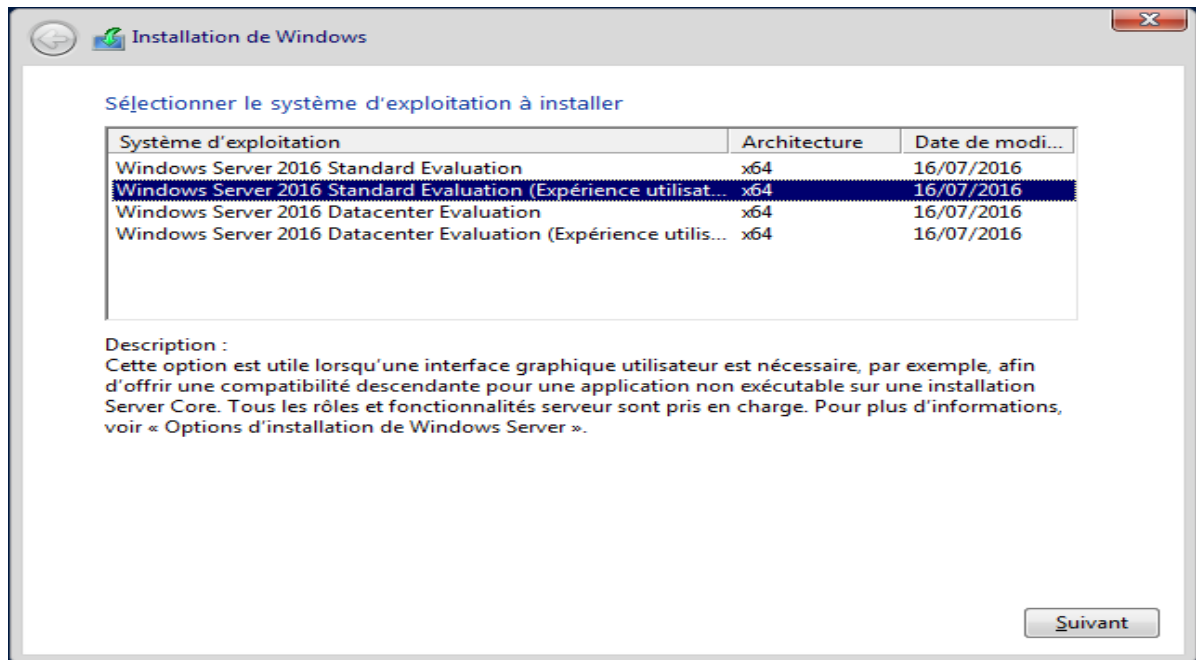 Installation de Windows
Sélectionner le système d'exploitation à installer
Système d'exploitation Architecture Date de modi...
Windows Server 2016 Standard Evaluation x64 16/07/2016
Windows Server 2016 Standard Evaluation (Expérience utilisat... x64 16/07/2016
Windows Server 2016 Datacenter Evaluation x64 16/07/2016
Windows Server 2016 Datacenter Evaluation (Expérience utilis... x64 16/07/2016
Description :
Cette option est utile lorsqu'une interface graphique utilisateur est nécessaire, par exemple, afin
d'offrir une compatibilité descendante pour une application non exécutable sur une installation
Server Core. Tous les rôles et fonctionnalités serveur sont pris en charge. Pour plus d'informations,
voir « Options d'installation de Windows Server ».
Suivant